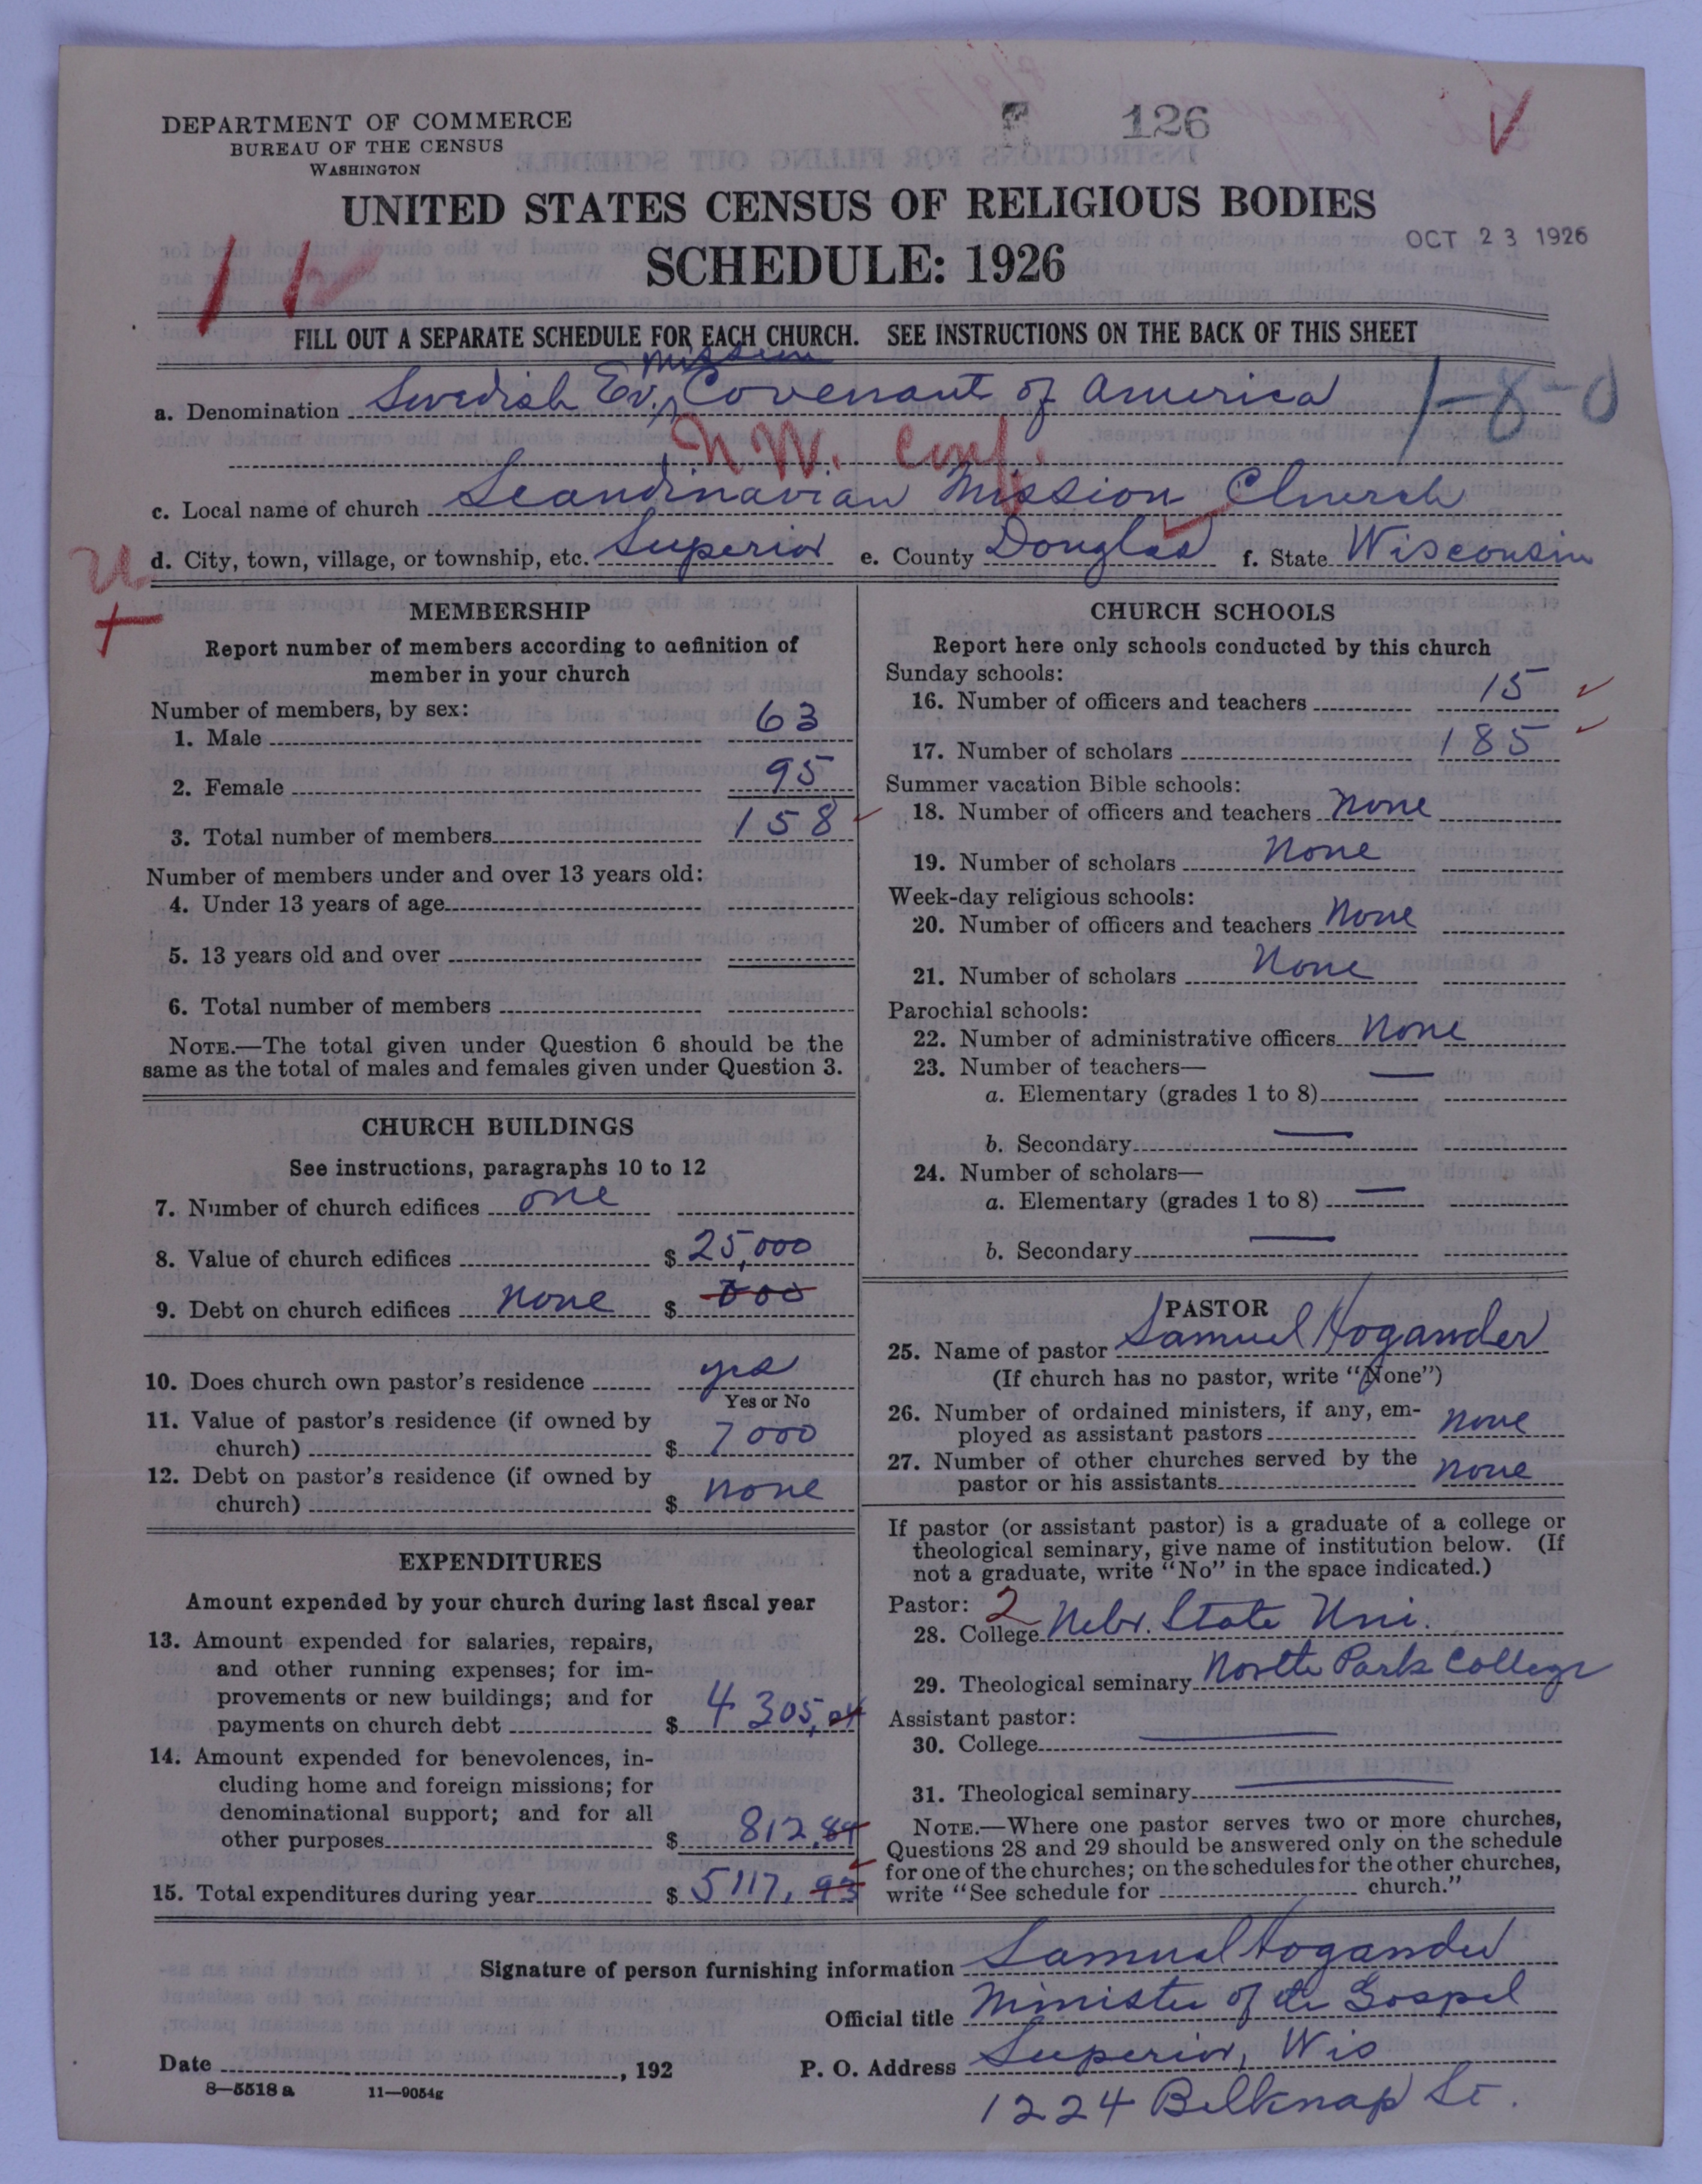 DEPARTMENT OF COMMERCE
BUREAU OF THE CENSUS
WASHINGTON
126
UNITED STATES CENSUS OF RELIGIOUS BODIES
SCHEDULE: 1926
OCT 23 1926
FILL OUT A SEPARATE SCHEDULE FOR EACH CHURCH. SEE INSTRUCTIONS ON THE BACK OF THIS SHEET
Mission
a. Denomination Swedish Ev. Covenant of America
1-8-0
N.W. Conf.
c. Local name of church Scandinavian Mission Church
d. City, town, village, or township, etc. Superior e. County Douglas f. State Wisconsin
MEMBERSHIP
Report number of members according to definition of
member in your church
Number of members, by sex:
1. Male 63
2. Female 95
3. Total number of members 158
Number of members under and over 13 years old:
4. Under 13 years of age
5. 13 years old and over
6. Total number of members
NOTE.—The total given under Question 6 should be the
same as the total of males and females given under Question 3.
CHURCH BUILDINGS
See instructions, paragraphs 10 to 12
7. Number of church edifices one
8. Value of church edifices $ 25,000
9. Debt on church edifices none $ 000
10. Does church own pastor's residence yes
Yes or No
11. Value of pastor's residence (if owned by
church) $ 7000
12. Debt on pastor's residence (if owned by
church) $ none
EXPENDITURES
Amount expended by your church during last fiscal year
13. Amount expended for salaries, repairs,
and other running expenses; for im-
provements or new buildings; and for
payments on church debt $ 4305,
14. Amount expended for benevolences, in-
cluding home and foreign missions; for
denominational support; and for all
other purposes $ 812.84
15. Total expenditures during year $ 5117, 93
CHURCH SCHOOLS
Report here only schools conducted by this church
Sunday schools:
16. Number of officers and teachers 15
17. Number of scholars 185
Summer vacation Bible schools:
18. Number of officers and teachers none
19. Number of scholars none
Week-day religious schools:
20. Number of officers and teachers none
21. Number of scholars none
Parochial schools:
22. Number of administrative officers none
23. Number of teachers—
a. Elementary (grades 1 to 8)
b. Secondary
24. Number of scholars—
a. Elementary (grades 1 to 8)
b. Secondary
PASTOR
25. Name of pastor Samuel Hogander
(If church has no pastor, write "None")
26. Number of ordained ministers, if any, em-
ployed as assistant pastors none
27. Number of other churches served by the
pastor or his assistants none
If pastor (or assistant pastor) is a graduate of a college or
theological seminary, give name of institution below. (If
not a graduate, write "No" in the space indicated.)
Pastor: 2
28. College Nebr. State Uni.
29. Theological seminary North Park College
Assistant pastor:
30. College
31. Theological seminary
NOTE.—Where one pastor serves two or more churches,
Questions 28 and 29 should be answered only on the schedule
for one of the churches; on the schedules for the other churches,
write "See schedule for church."
Signature of person furnishing information Samuel Hogander
Official title Minister of the Gospel
Date , 192 P. O. Address Superior, Wis
8—5518 a 11—9054g
1224 Belknap St.